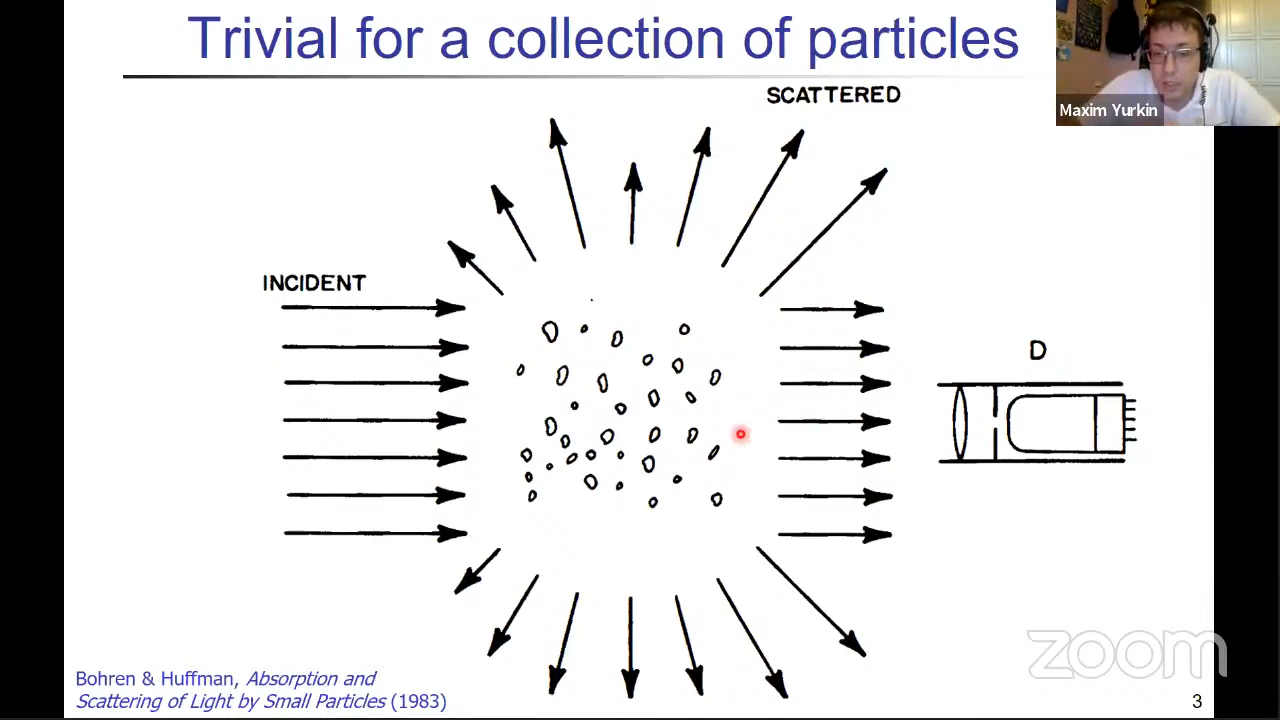 Trivial for a collection of particles
Maxim Yurkin
SCATTERED
INCIDENT
D
Bohren & Huffman, Absorption and
Scattering of Light by Small Particles (1983)
zoom
3